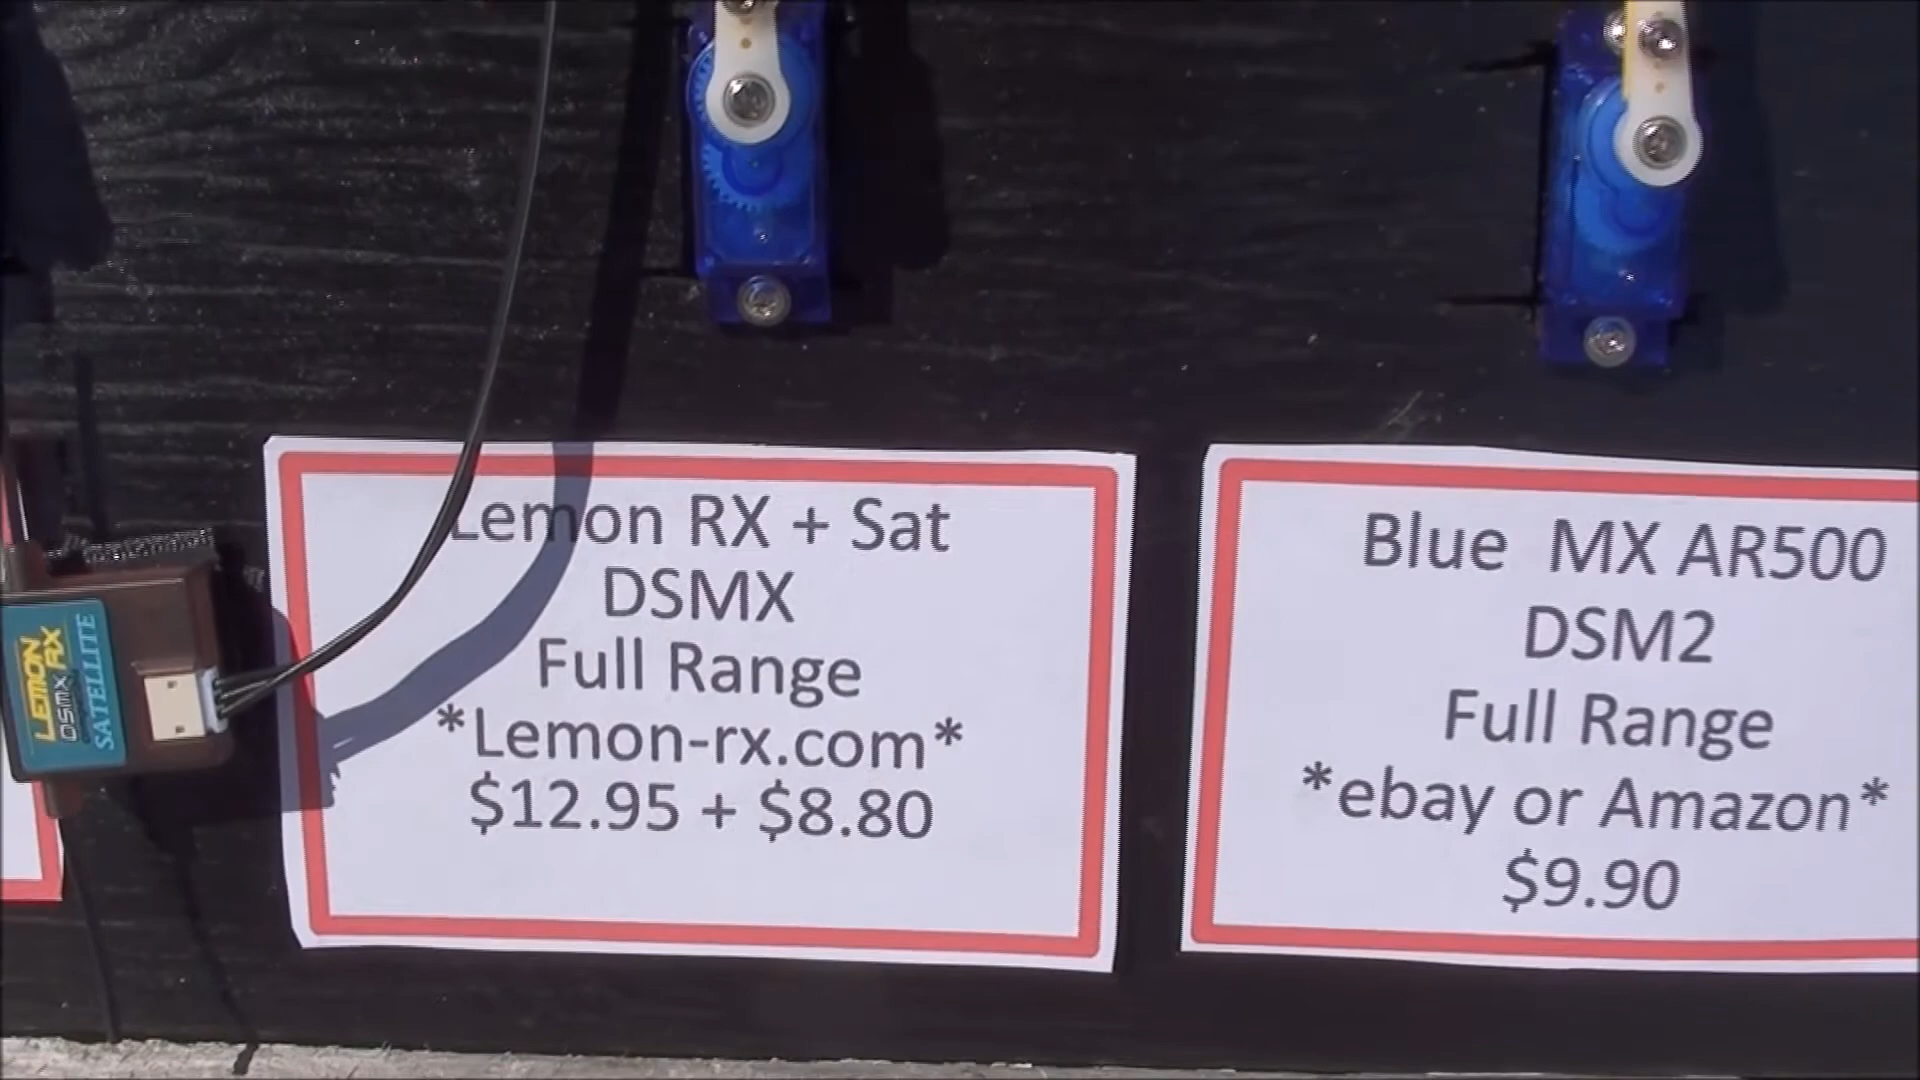 LEMON RX
DSMX
SATELLITE
Lemon RX + Sat
DSMX
Full Range
*Lemon-rx.com*
$12.95 + $8.80
Blue MX AR500
DSM2
Full Range
*ebay or Amazon*
$9.90